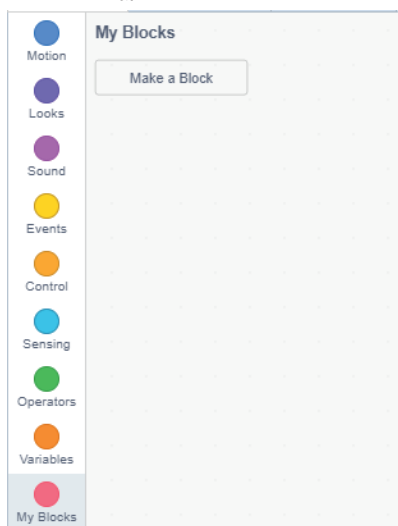 My Blocks
Make a Block
Motion
Looks
Sound
Events
Control
Sensing
Operators
Variables
My Blocks